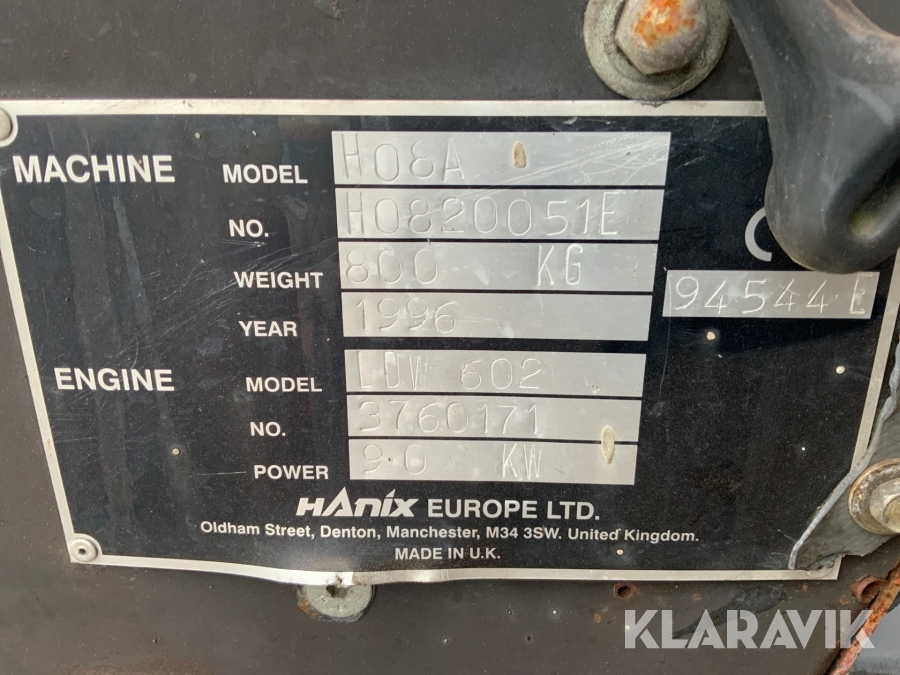 MACHINE MODEL H08A
NO. H0820051E
WEIGHT 800 KG
94544E
YEAR 1996
ENGINE MODEL LDW 602
NO. 3760171
POWER 9.0 KW
HANIX EUROPE LTD.
Oldham Street, Denton, Manchester, M34 3SW. United Kingdom.
MADE IN U.K.
KLARAVIK